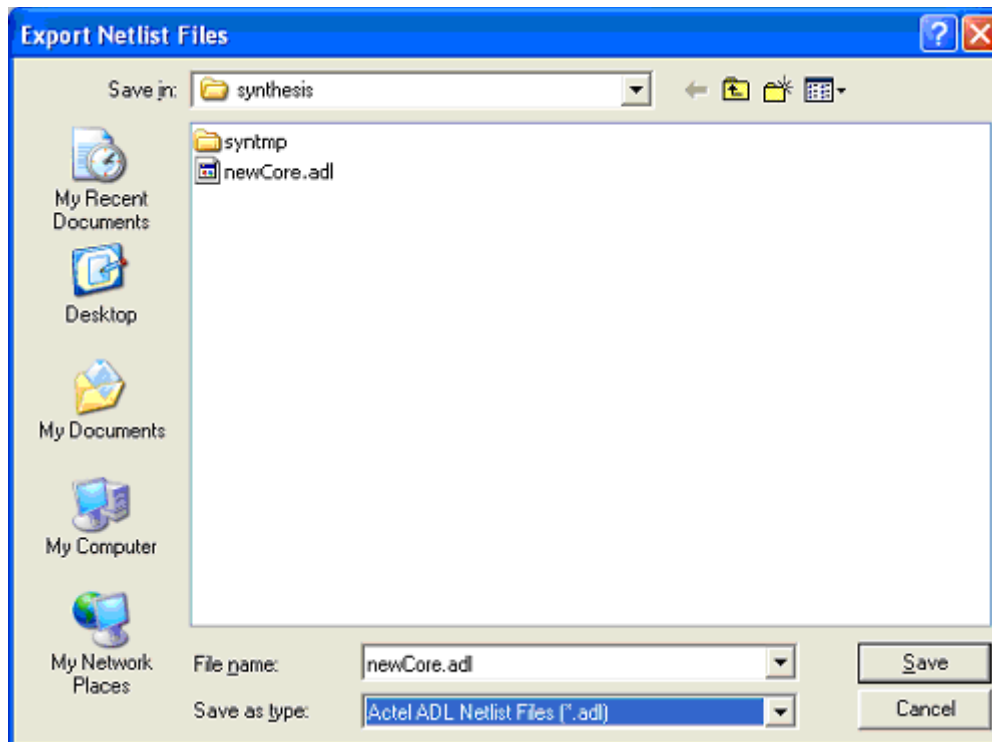 Export Netlist Files
Save in:
synthesis
syntmp
newCore.adl
My Recent
Documents
Desktop
My Documents
My Computer
My Network
Places
File name:
newCore.adl
Save
Save as type:
Actel ADL Netlist Files (*.adl)
Cancel